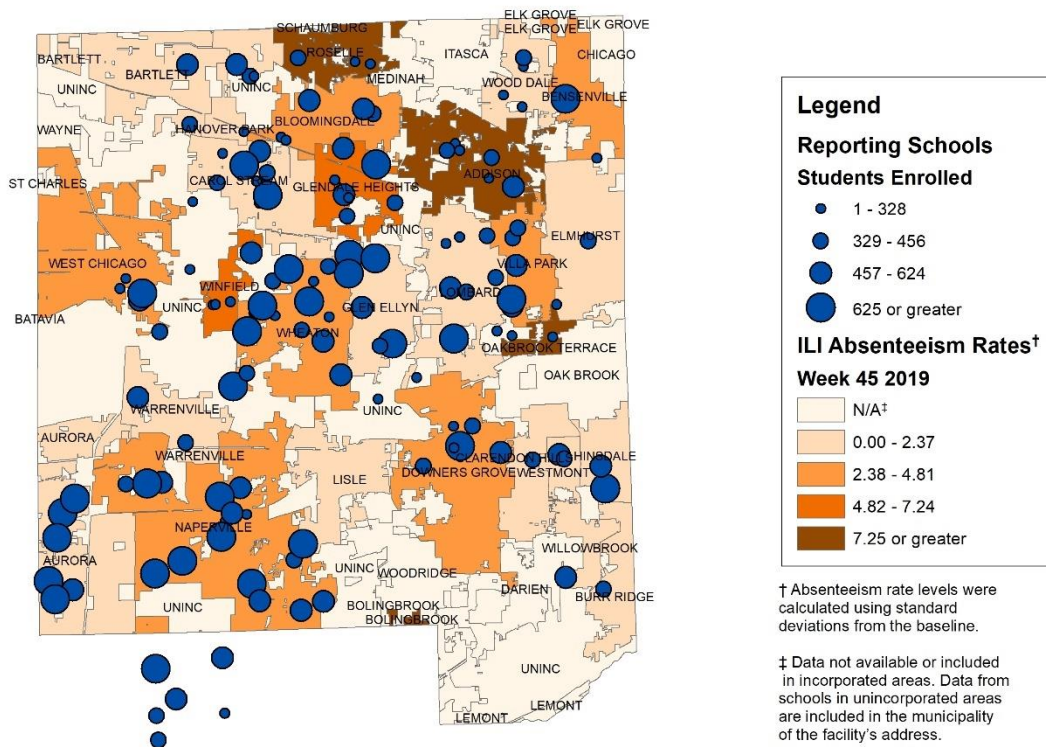 SCHAUMBURG
ELK GROVE
ELK GROVE
ELK GROVE
BARTLETT
ROSELLE
ITASCA
CHICAGO
BARTLETT
MEDINAH
UNINC
UNINC
WOOD DALE
BENSENVILLE
WAYNE
HANOVER PARK
BLOOMINGDALE
ST CHARLES
CAROL STREAM
GLENDALE HEIGHTS
ADDISON
UNINC
ELMHURST
WEST CHICAGO
VILLA PARK
WINFIELD
UNINC
GLEN ELLYN
LOMBARD
BATAVIA
WHEATON
OAKBROOK TERRACE
OAK BROOK
WARRENVILLE
UNINC
AURORA
WARRENVILLE
CLARENDON HILLS
HINSDALE
DOWNERS GROVE
WESTMONT
LISLE
NAPERVILLE
AURORA
WILLOWBROOK
UNINC
WOODRIDGE
DARIEN
BURR RIDGE
UNINC
BOLINGBROOK
BOLINGBROOK
UNINC
LEMONT
LEMONT
Legend
Reporting Schools
Students Enrolled
1 - 328
329 - 456
457 - 624
625 or greater
ILI Absenteeism Rates†
Week 45 2019
N/A‡
0.00 - 2.37
2.38 - 4.81
4.82 - 7.24
7.25 or greater
† Absenteeism rate levels were
calculated using standard
deviations from the baseline.
‡ Data not available or included
in incorporated areas. Data from
schools in unincorporated areas
are included in the municipality
of the facility's address.